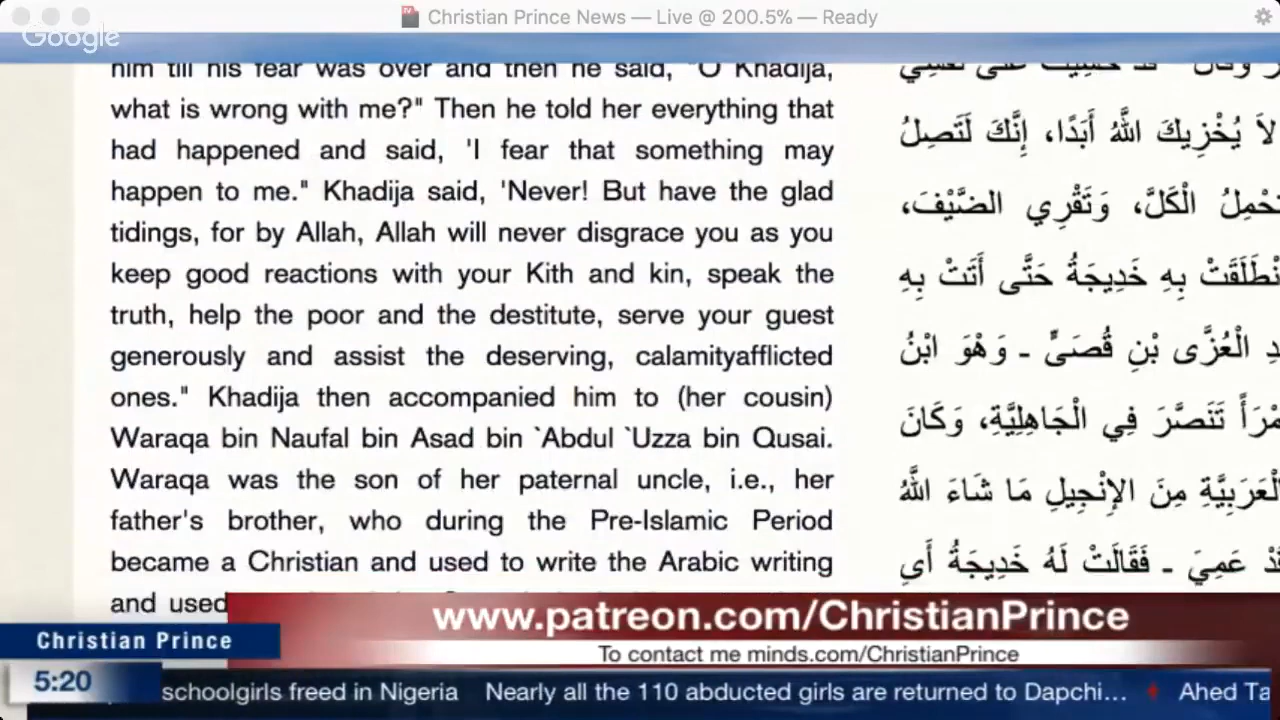 Christian Prince News — Live @ 200.5% — Ready
Google
him till his fear was over and then he said, "O Khadija,
what is wrong with me?" Then he told her everything that
had happened and said, 'I fear that something may
happen to me." Khadija said, 'Never! But have the glad
tidings, for by Allah, Allah will never disgrace you as you
keep good reactions with your Kith and kin, speak the
truth, help the poor and the destitute, serve your guest
generously and assist the deserving, calamityafflicted
ones." Khadija then accompanied him to (her cousin)
Waraqa bin Naufal bin Asad bin `Abdul `Uzza bin Qusai.
Waraqa was the son of her paternal uncle, i.e., her
father's brother, who during the Pre-Islamic Period
became a Christian and used to write the Arabic writing
and used
لاَ يُخْزِيكَ اللَّهُ أَبَدًا، إِنَّكَ لَتَصِلُ
الْكَلَّ، وَتَقْرِي الضَّيْفَ،
بِهِ خَدِيجَةُ حَتَّى أَتَتْ بِهِ
الْعُزَّى بْنِ قُصَىٍّ ـ وَهْوَ ابْنُ
تَنَصَّرَ فِي الْجَاهِلِيَّةِ، وَكَانَ
مِنَ الإِنْجِيلِ مَا شَاءَ اللَّهُ
عَمِيَ ـ فَقَالَتْ لَهُ خَدِيجَةُ أَىِ
www.patreon.com/ChristianPrince
To contact me minds.com/ChristianPrince
Christian Prince
5:20
schoolgirls freed in Nigeria Nearly all the 110 abducted girls are returned to Dapchi... Ahed Ta